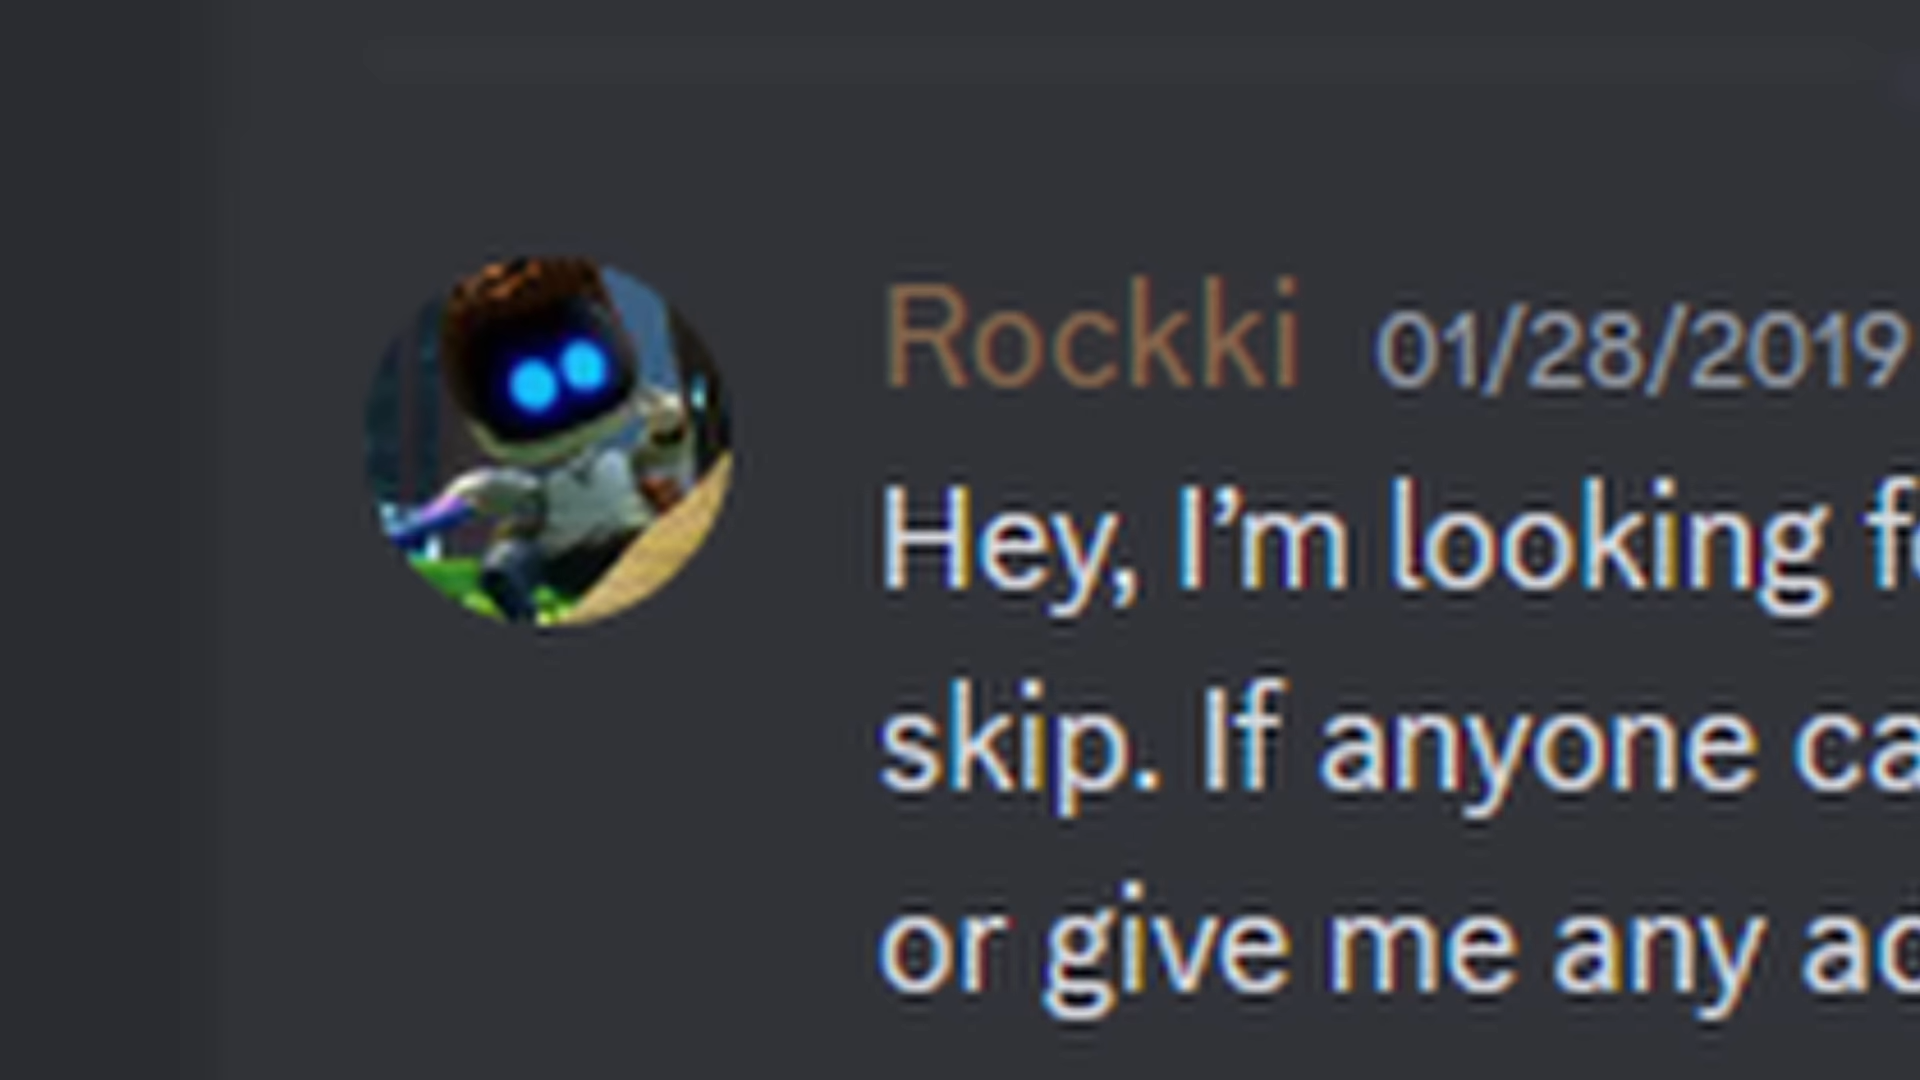 Rockki 01/28/2019
Hey, I’m looking
skip. If anyone
or give me any